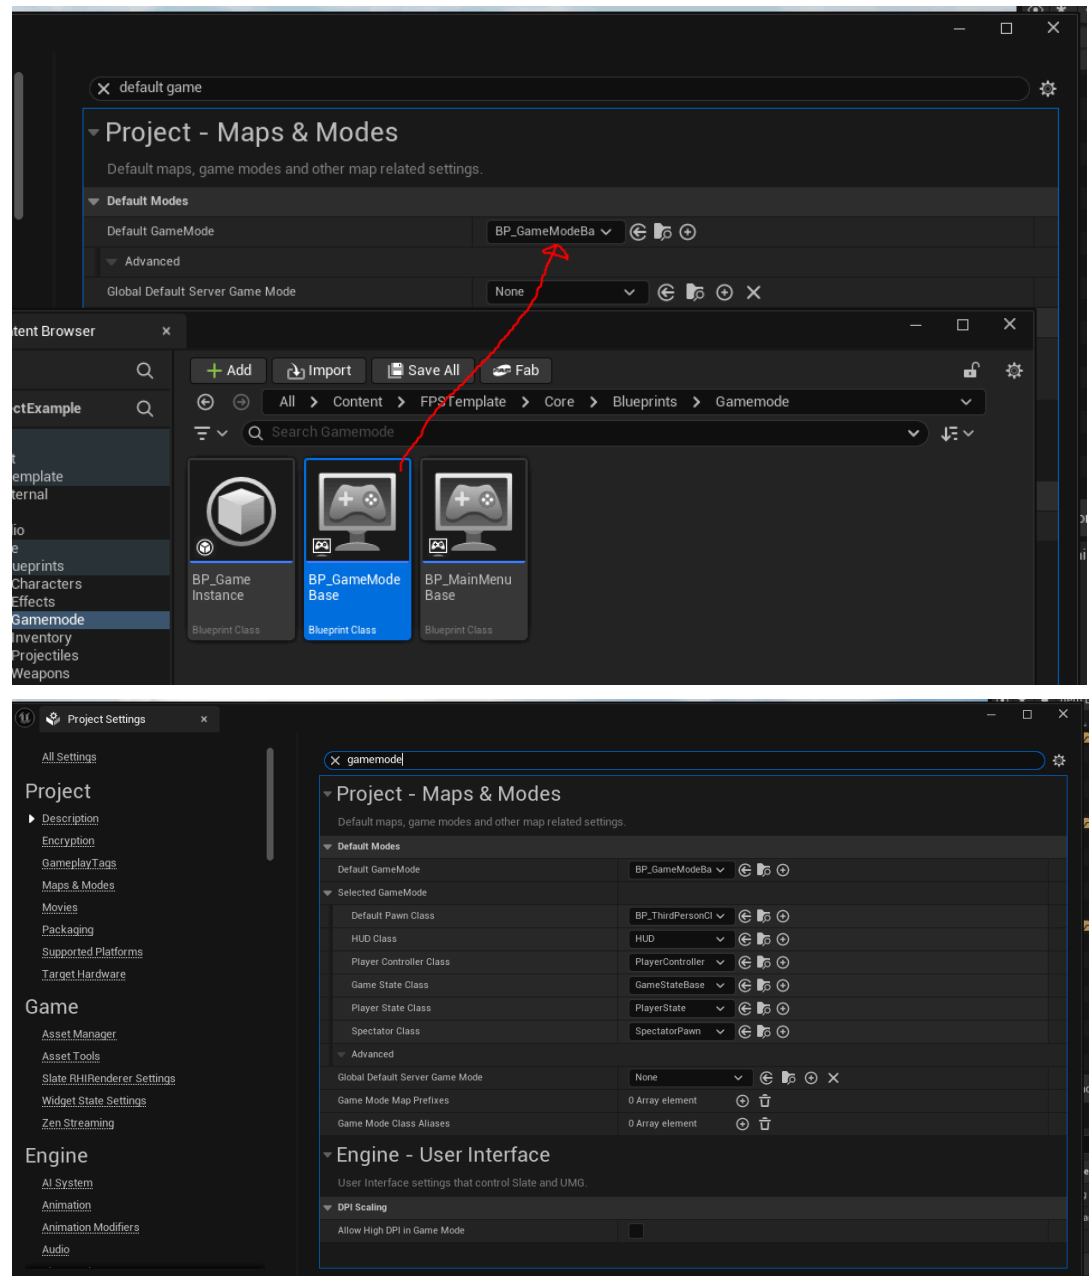 default game
Project - Maps & Modes
Default maps, game modes and other map related settings.
Default Modes
Default GameMode
BP_GameModeBa
Advanced
Global Default Server Game Mode
None
tent Browser
Add
Import
Save All
Fab
ctExample
All > Content > FPSTemplate > Core > Blueprints > Gamemode
Search Gamemode
t
emplate
ternal
io
e
ueprints
Characters
Effects
Gamemode
Inventory
Projectiles
Weapons
BP_Game
Instance
Blueprint Class
BP_GameMode
Base
Blueprint Class
BP_MainMenu
Base
Blueprint Class
Project Settings
All Settings
Project
Description
Encryption
GameplayTags
Maps & Modes
Movies
Packaging
Supported Platforms
Target Hardware
Game
Asset Manager
Asset Tools
Slate RHIRenderer Settings
Widget State Settings
Zen Streaming
Engine
AI System
Animation
Animation Modifiers
Audio
gamemode
Project - Maps & Modes
Default maps, game modes and other map related settings.
Default Modes
Default GameMode
BP_GameModeBa
Selected GameMode
Default Pawn Class
BP_ThirdPersonCl
HUD Class
HUD
Player Controller Class
PlayerController
Game State Class
GameStateBase
Player State Class
PlayerState
Spectator Class
SpectatorPawn
Advanced
Global Default Server Game Mode
None
Game Mode Map Prefixes
0 Array element
Game Mode Class Aliases
0 Array element
Engine - User Interface
User Interface settings that control Slate and UMG.
DPI Scaling
Allow High DPI in Game Mode